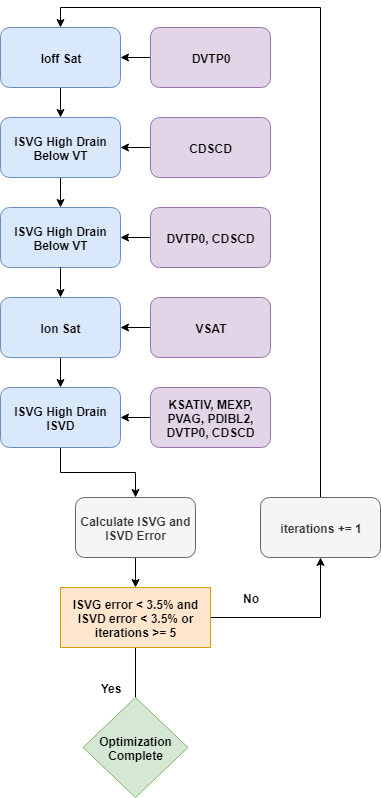 Ioff Sat
DVTP0
ISVG High Drain
Below VT
CDSCD
ISVG High Drain
Below VT
DVTP0, CDSCD
Ion Sat
VSAT
ISVG High Drain
ISVD
KSATIV, MEXP,
PVAG, PDIBL2,
DVTP0, CDSCD
Calculate ISVG and
ISVD Error
iterations += 1
ISVG error < 3.5% and
ISVD error < 3.5% or
iterations >= 5
No
Yes
Optimization
Complete